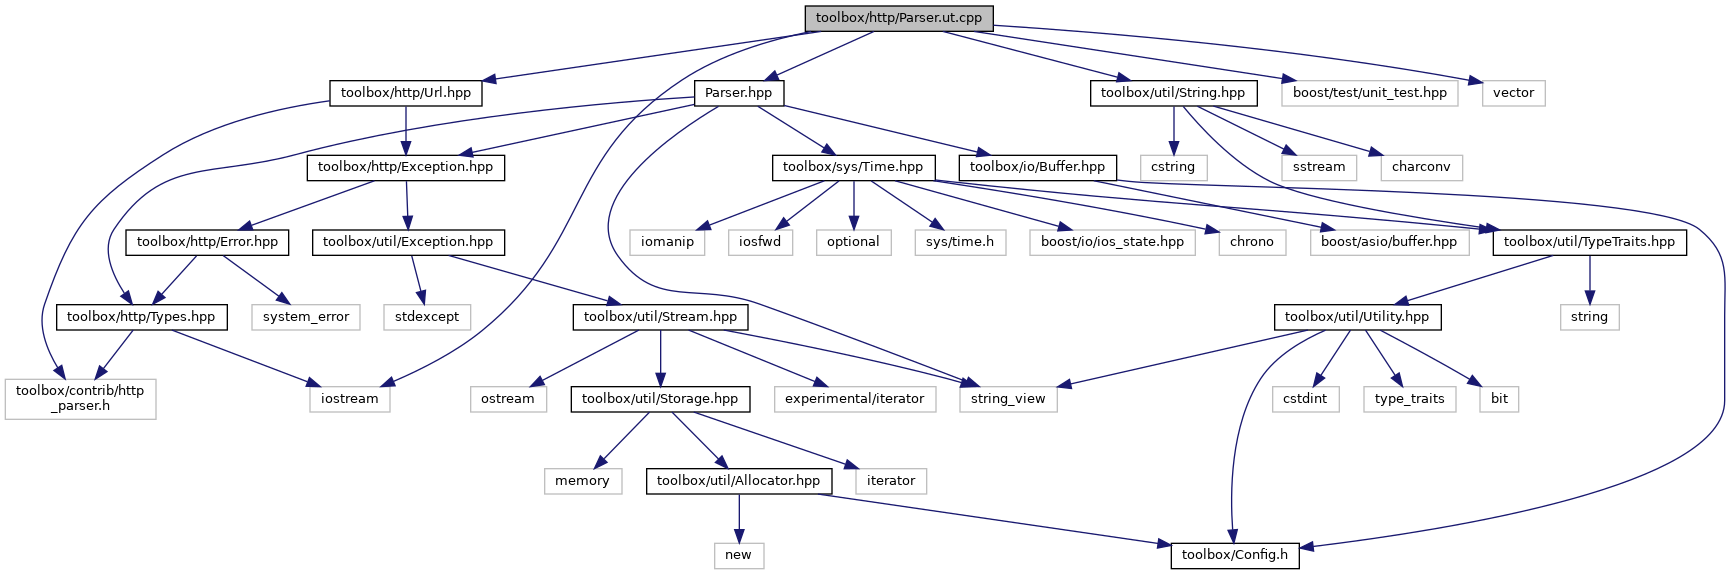 toolbox/http/Parser.ut.cpp
toolbox/http/Url.hpp
Parser.hpp
toolbox/util/String.hpp
boost/test/unit_test.hpp
vector
toolbox/http/Exception.hpp
toolbox/sys/Time.hpp
toolbox/io/Buffer.hpp
cstring
sstream
charconv
toolbox/http/Error.hpp
toolbox/util/Exception.hpp
iomanip
iosfwd
optional
sys/time.h
boost/io/ios_state.hpp
chrono
boost/asio/buffer.hpp
toolbox/util/TypeTraits.hpp
toolbox/http/Types.hpp
system_error
stdexcept
toolbox/util/Stream.hpp
toolbox/util/Utility.hpp
string
toolbox/contrib/http
_parser.h
iostream
ostream
toolbox/util/Storage.hpp
experimental/iterator
string_view
cstdint
type_traits
bit
memory
toolbox/util/Allocator.hpp
iterator
new
toolbox/Config.h